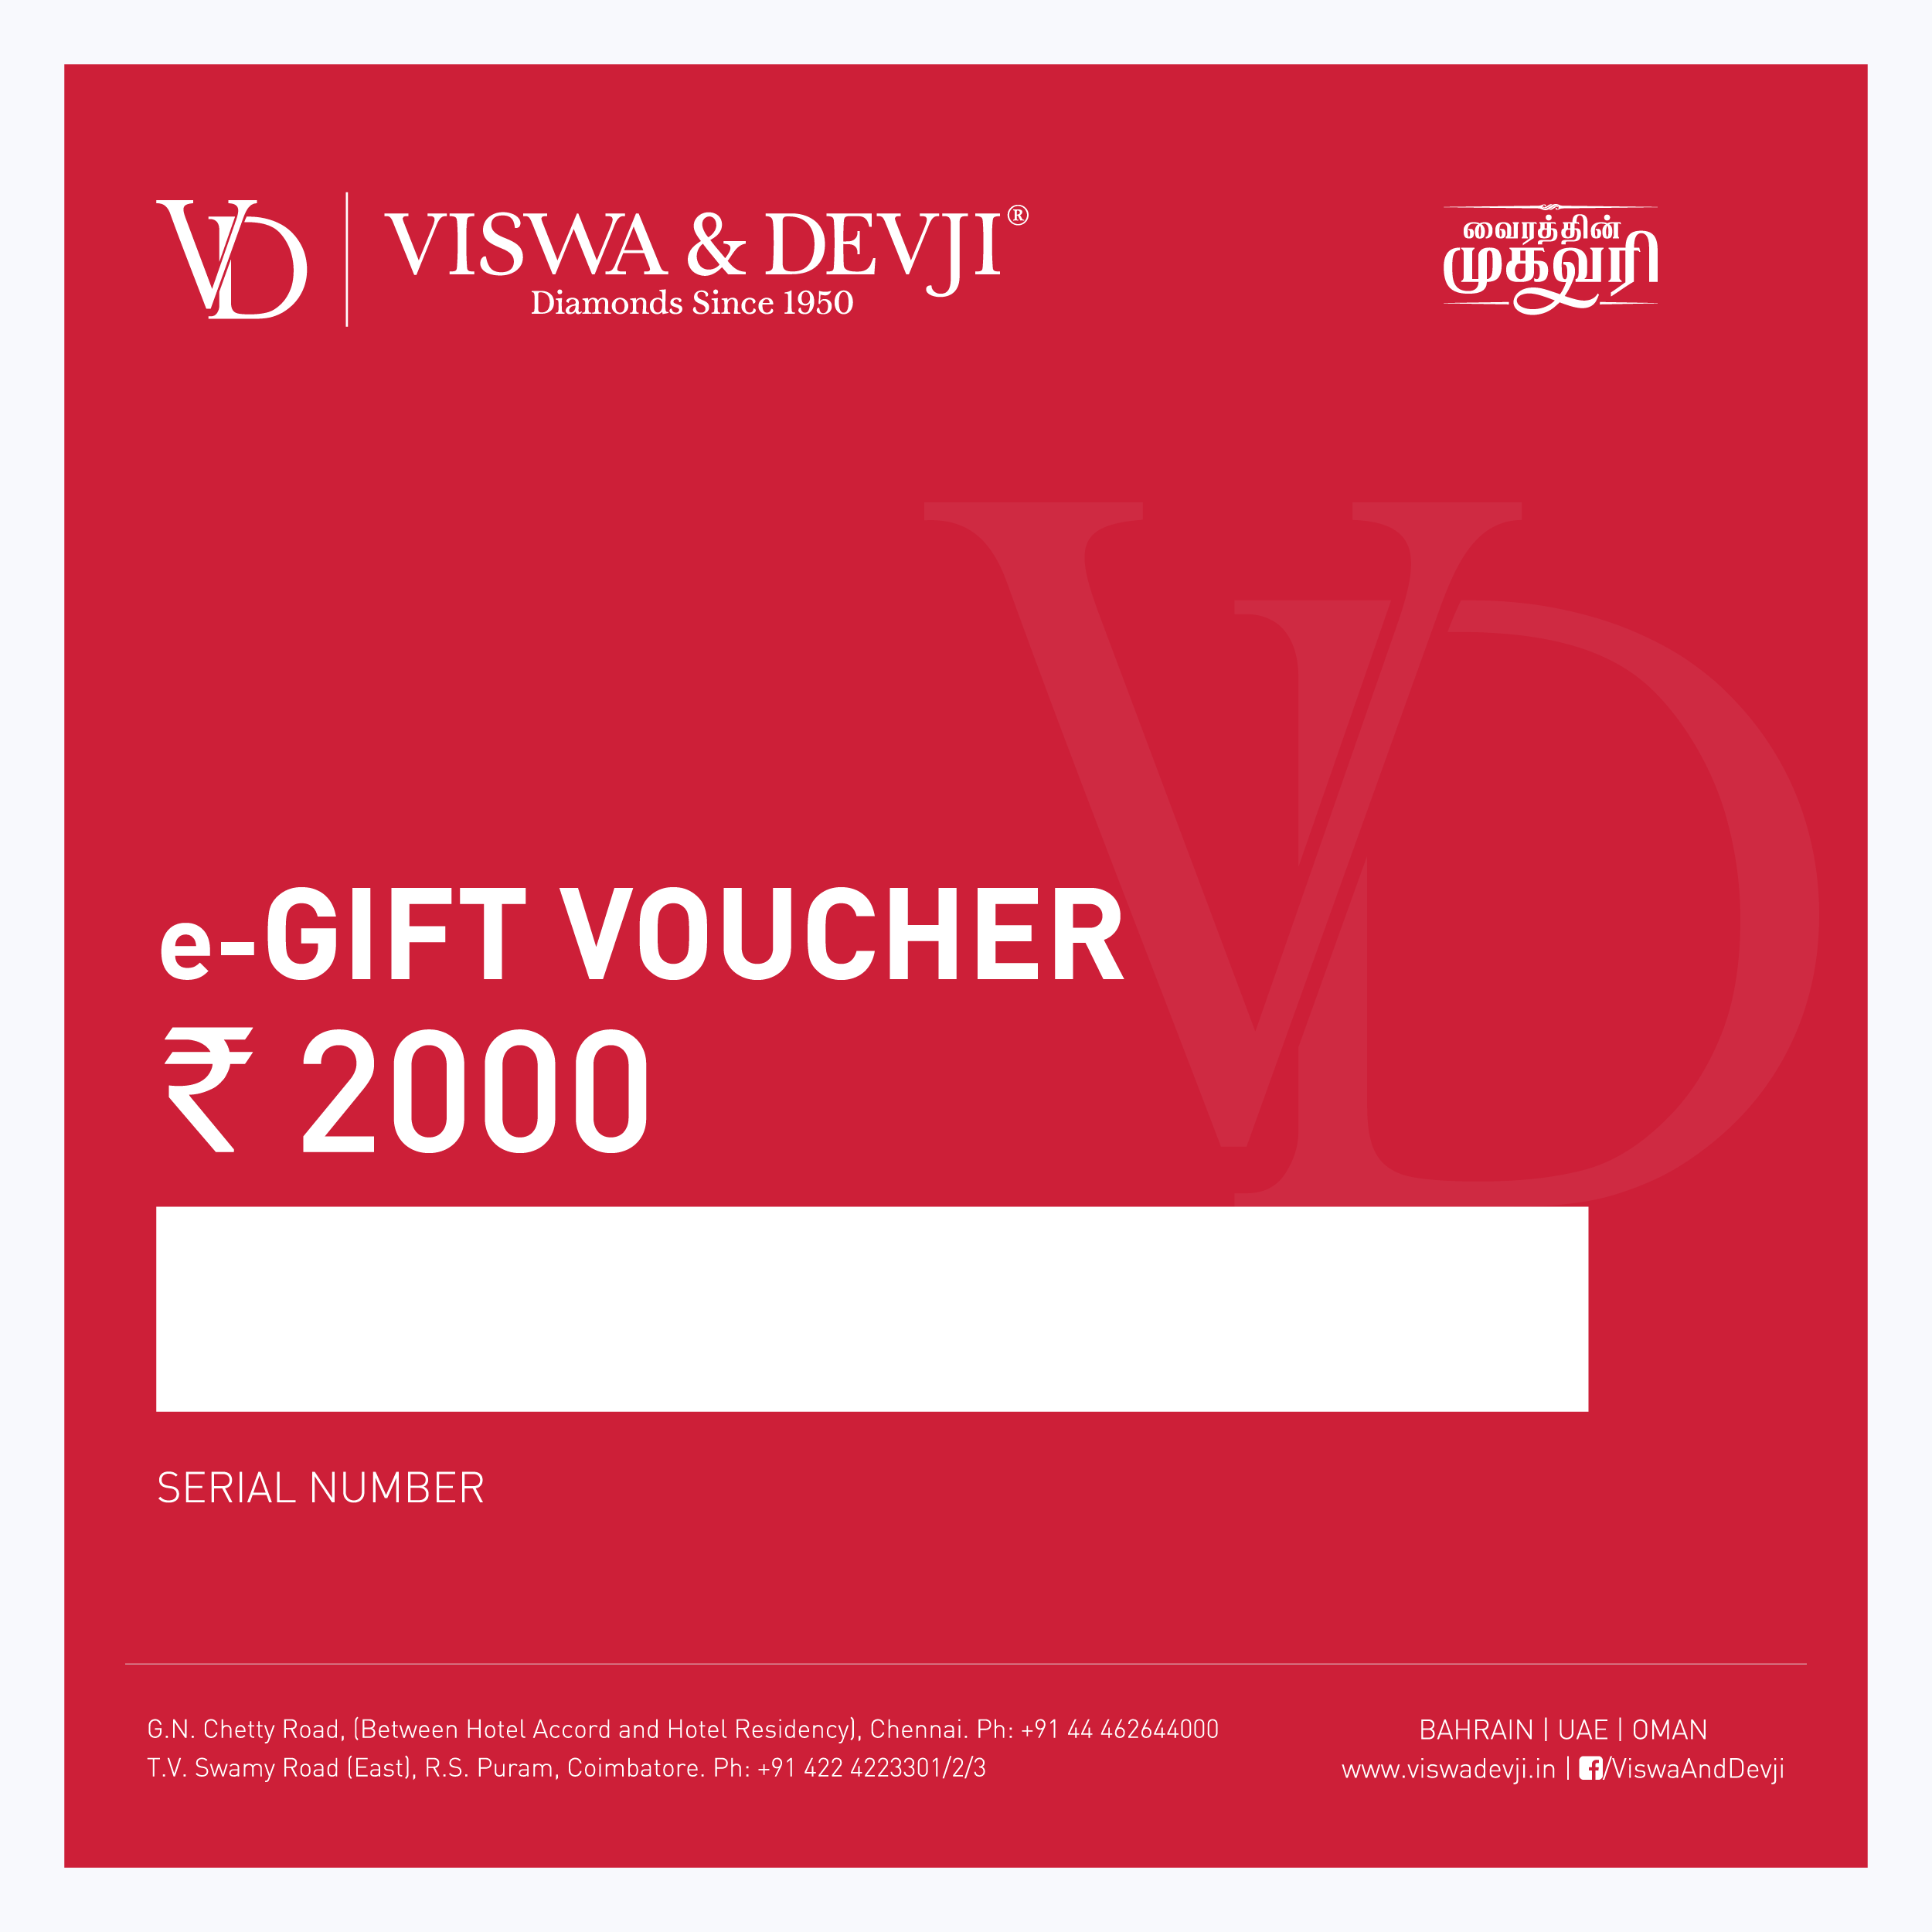 VD
VISWA & DEVJI®
Diamonds Since 1950
வைரத்தின்
முகவரி
VD
e-GIFT VOUCHER
₹ 2000
SERIAL NUMBER
G.N. Chetty Road, (Between Hotel Accord and Hotel Residency), Chennai. Ph: +91 44 462644000
T.V. Swamy Road (East), R.S. Puram, Coimbatore. Ph: +91 422 4223301/2/3
BAHRAIN | UAE | OMAN
www.viswadevji.in | f/ViswaAndDevji